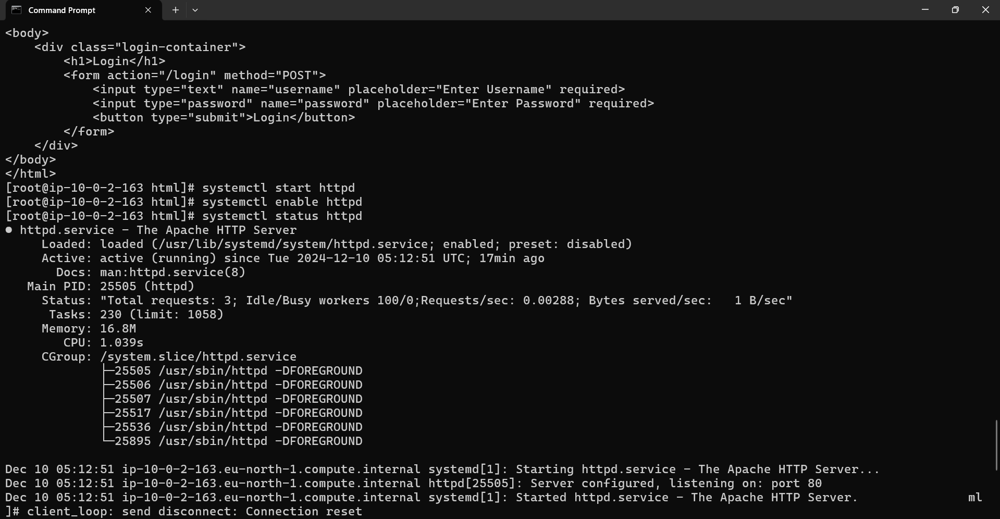 Command Prompt
<body>
    <div class="login-container">
        <h1>Login</h1>
        <form action="/login" method="POST">
            <input type="text" name="username" placeholder="Enter Username" required>
            <input type="password" name="password" placeholder="Enter Password" required>
            <button type="submit">Login</button>
        </form>
    </div>
</body>
</html>
[root@ip-10-0-2-163 html]# systemctl start httpd
[root@ip-10-0-2-163 html]# systemctl enable httpd
[root@ip-10-0-2-163 html]# systemctl status httpd
● httpd.service - The Apache HTTP Server
     Loaded: loaded (/usr/lib/systemd/system/httpd.service; enabled; preset: disabled)
     Active: active (running) since Tue 2024-12-10 05:12:51 UTC; 17min ago
       Docs: man:httpd.service(8)
   Main PID: 25505 (httpd)
     Status: "Total requests: 3; Idle/Busy workers 100/0;Requests/sec: 0.00288; Bytes served/sec:   1 B/sec"
      Tasks: 230 (limit: 1058)
     Memory: 16.8M
        CPU: 1.039s
     CGroup: /system.slice/httpd.service
             ├─25505 /usr/sbin/httpd -DFOREGROUND
             ├─25506 /usr/sbin/httpd -DFOREGROUND
             ├─25507 /usr/sbin/httpd -DFOREGROUND
             ├─25517 /usr/sbin/httpd -DFOREGROUND
             ├─25536 /usr/sbin/httpd -DFOREGROUND
             └─25895 /usr/sbin/httpd -DFOREGROUND

Dec 10 05:12:51 ip-10-0-2-163.eu-north-1.compute.internal systemd[1]: Starting httpd.service - The Apache HTTP Server...
Dec 10 05:12:51 ip-10-0-2-163.eu-north-1.compute.internal httpd[25505]: Server configured, listening on: port 80
Dec 10 05:12:51 ip-10-0-2-163.eu-north-1.compute.internal systemd[1]: Started httpd.service - The Apache HTTP Server.               ml
]# client_loop: send disconnect: Connection reset